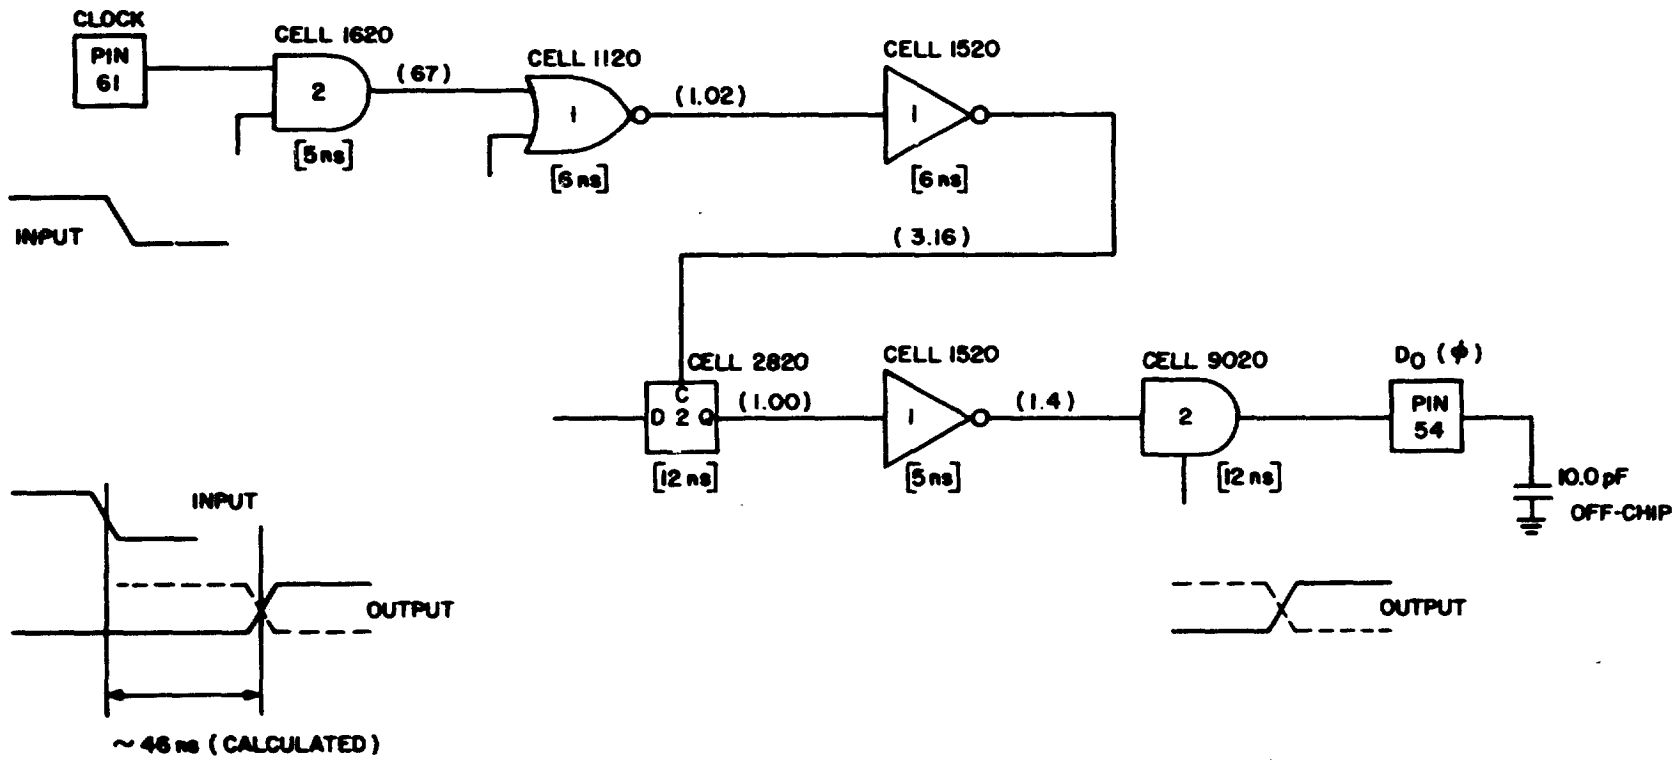 CLOCK
PIN
61
CELL 1620
2
[5ns]
(67)
CELL 1120
1
[6ns]
(1.02)
CELL 1520
1
[6ns]
INPUT
(3.16)
CELL 2820
C
D 2 Q
[12ns]
(1.00)
CELL 1520
1
[5ns]
(1.4)
CELL 9020
2
[12ns]
DO (ϕ)
PIN
54
10.0pF
OFF-CHIP
INPUT
OUTPUT
~46ns (CALCULATED)
OUTPUT